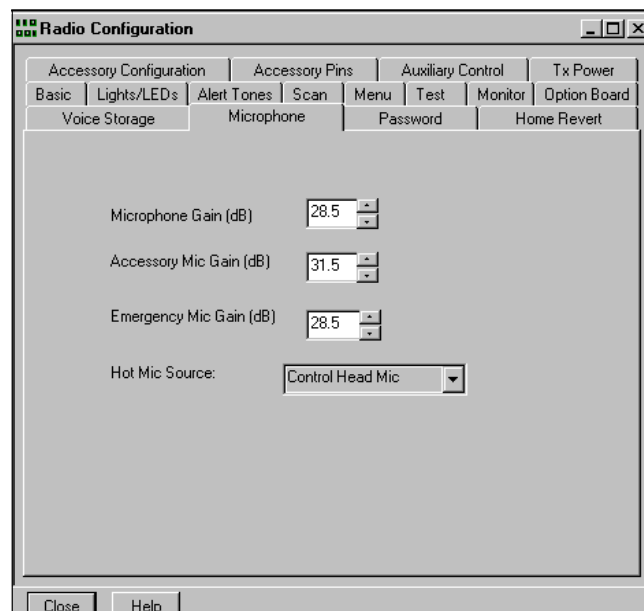 Radio Configuration
Accessory Configuration Accessory Pins Auxiliary Control Tx Power
Basic Lights/LEDs Alert Tones Scan Menu Test Monitor Option Board
Voice Storage Microphone Password Home Revert
Microphone Gain (dB) 28.5
Accessory Mic Gain (dB) 31.5
Emergency Mic Gain (dB) 28.5
Hot Mic Source: Control Head Mic
Close Help